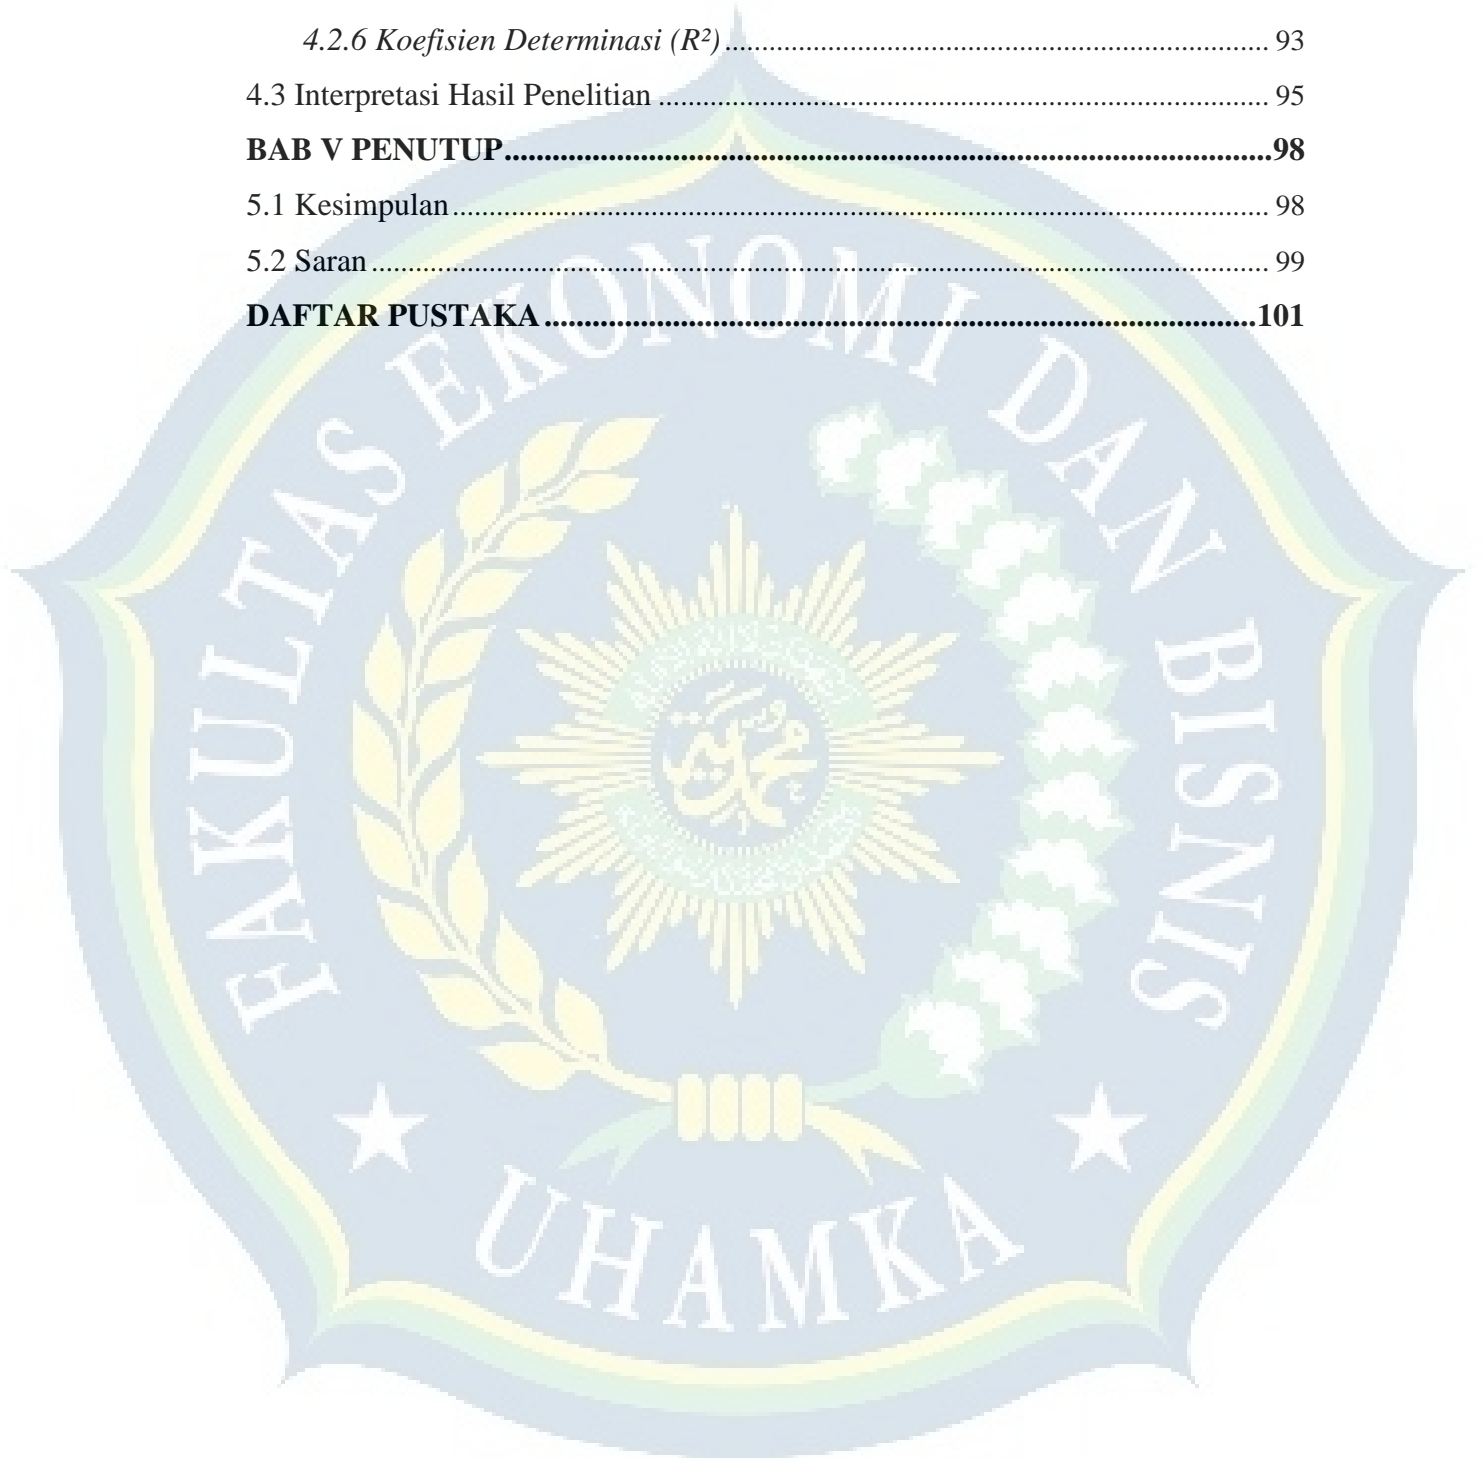 4.2.6 Koefisien Determinasi (R²)........................................................................ 93
4.3 Interpretasi Hasil Penelitian ................................................................................ 95
BAB V PENUTUP..................................................................................................98
5.1 Kesimpulan........................................................................................................... 98
5.2 Saran ..................................................................................................................... 99
DAFTAR PUSTAKA ...........................................................................................101
FAKULTAS EKONOMI DAN BISNIS
UHAMKA